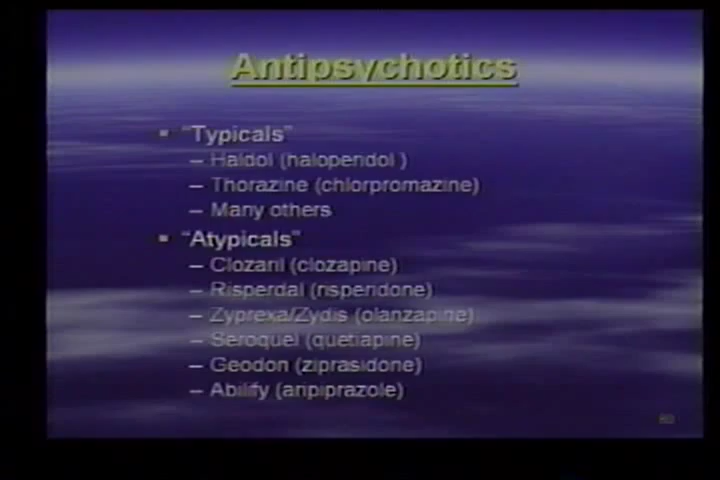 Antipsychotics
▪ "Typicals"
– Haldol (haloperidol )
– Thorazine (chlorpromazine)
– Many others
▪ "Atypicals"
– Clozaril (clozapine)
– Risperdal (risperidone)
– Zyprexa/Zydis (olanzapine)
– Seroquel (quetiapine)
– Geodon (ziprasidone)
– Abilify (aripiprazole)